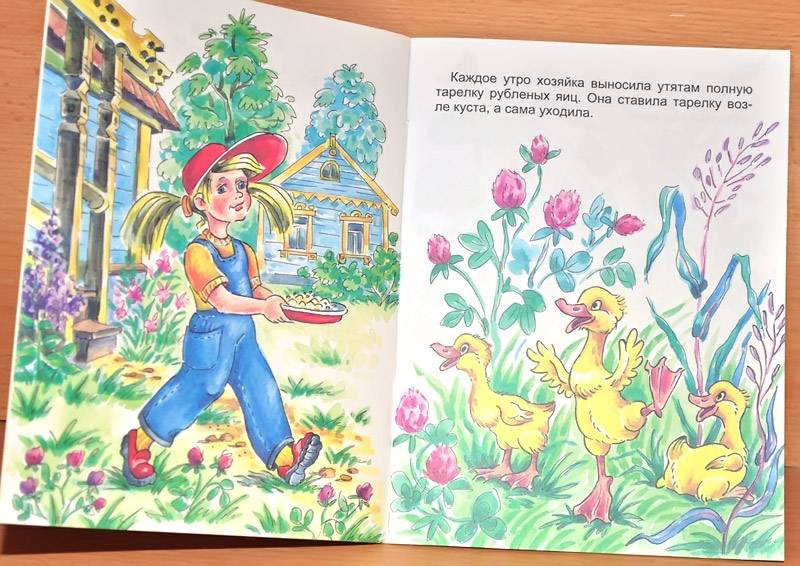 Каждое утро хозяйка выносила утятам полную
тарелку рубленых яиц. Она ставила тарелку воз-
ле куста, а сама уходила.